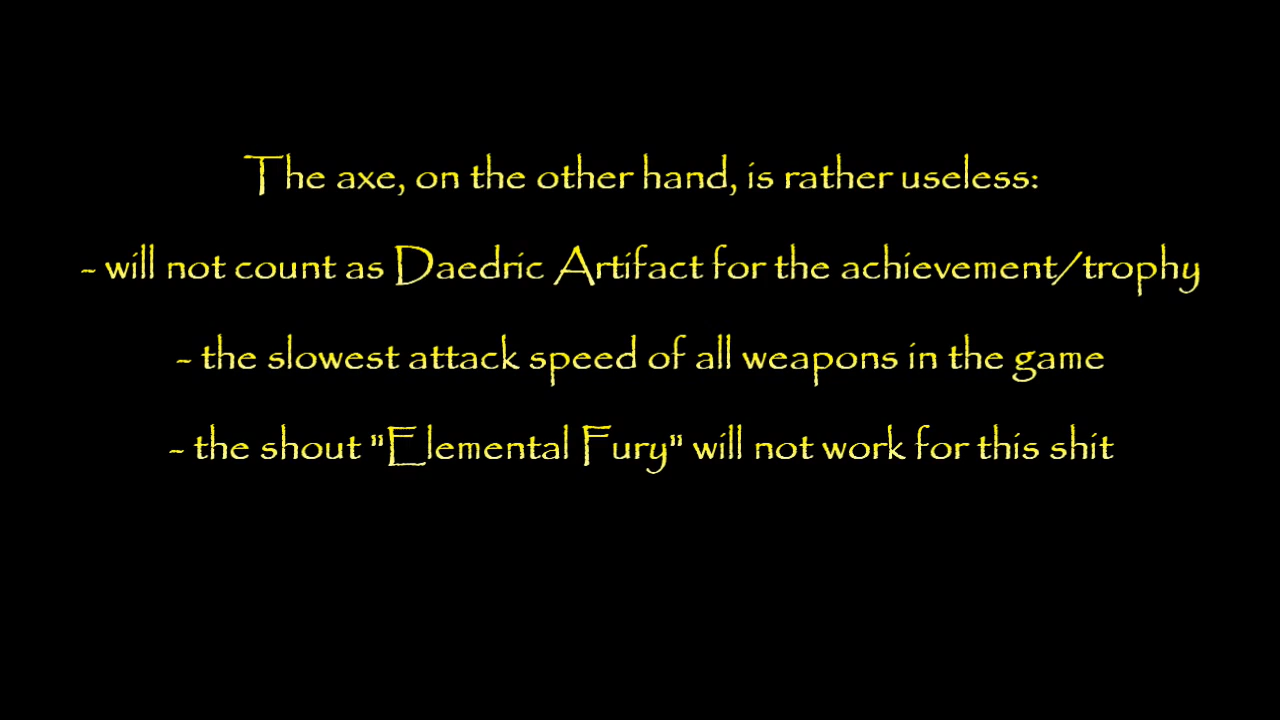 The axe, on the other hand, is rather useless:
- will not count as Daedric Artifact for the achievement/trophy
- the slowest attack speed of all weapons in the game
- the shout "Elemental Fury" will not work for this shit